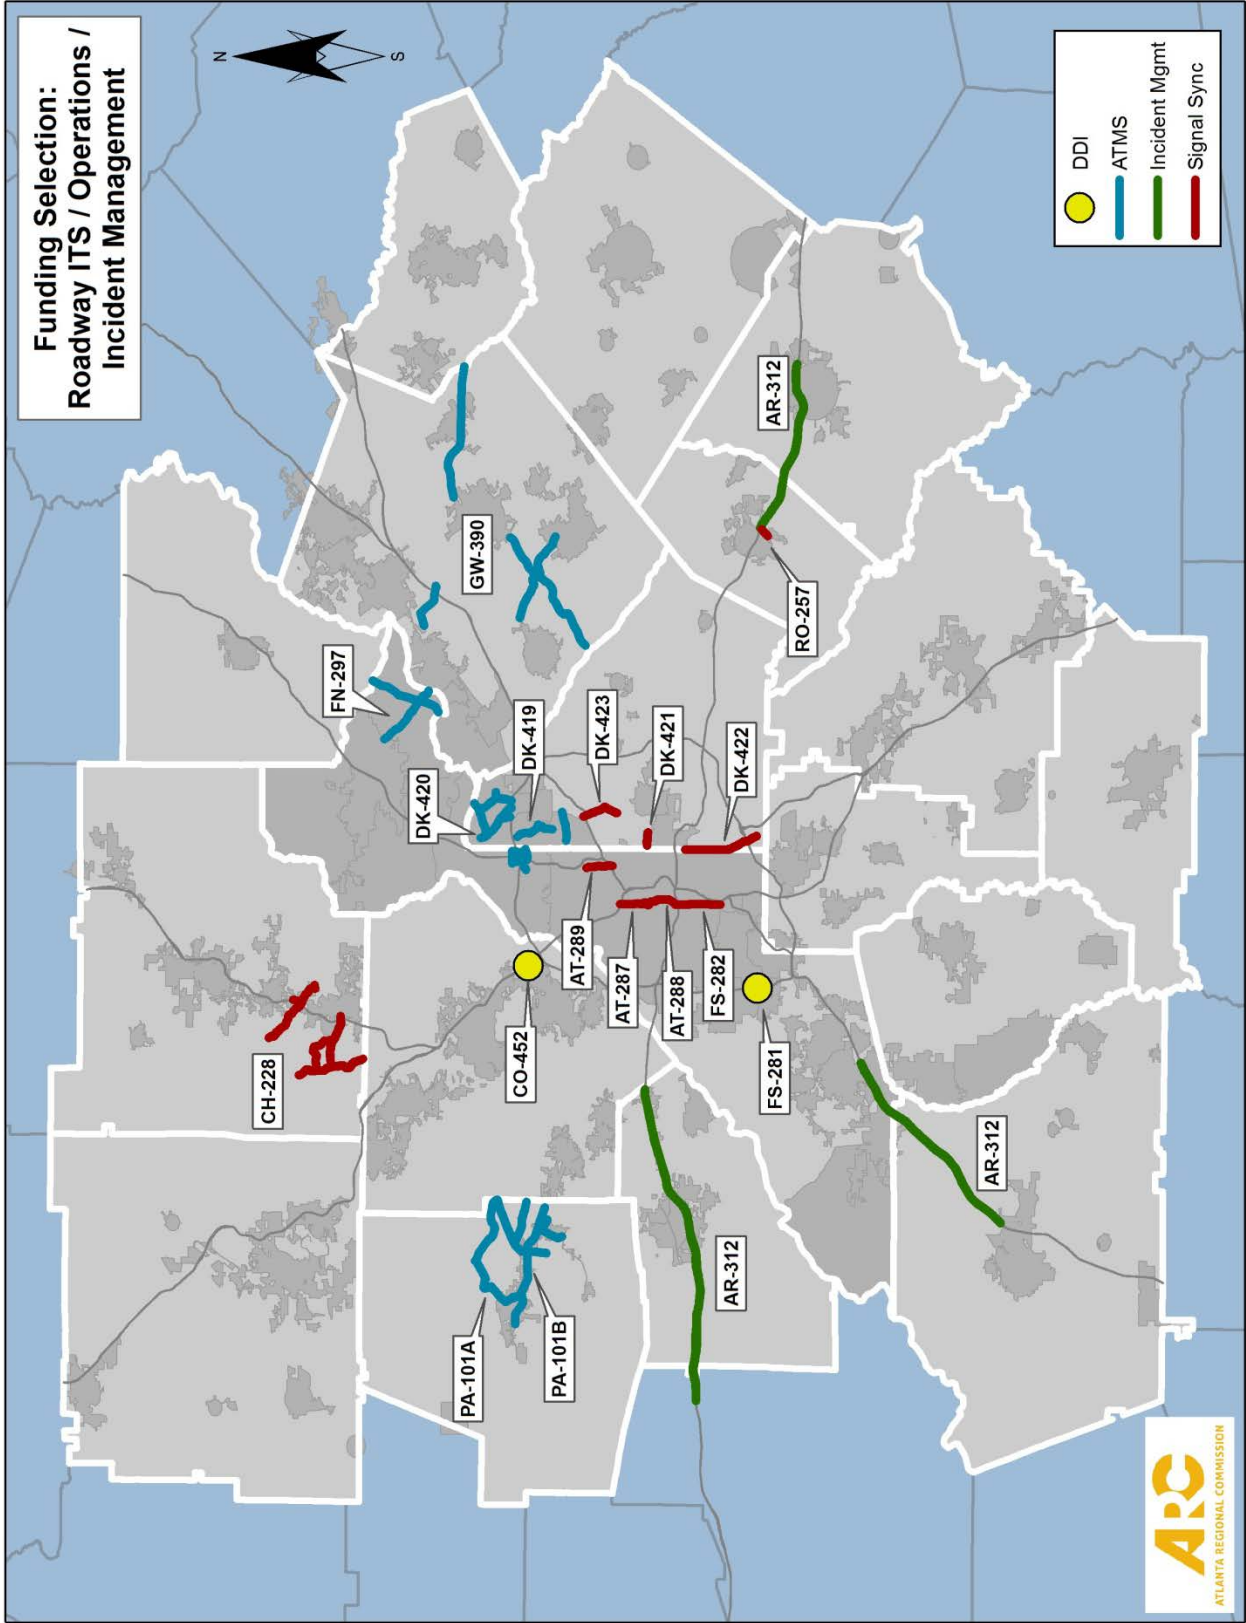 Funding Selection:
Roadway ITS / Operations /
Incident Management
N
S
CH-228
PA-101A
PA-101B
CO-452
FN-297
DK-420
DK-419
GW-390
AT-289
DK-423
AT-287
DK-421
AT-288
FS-282
DK-422
FS-281
AR-312
AR-312
RO-257
AR-312
DDI
ATMS
Incident Mgmt
Signal Sync
ARC
ATLANTA REGIONAL COMMISSION